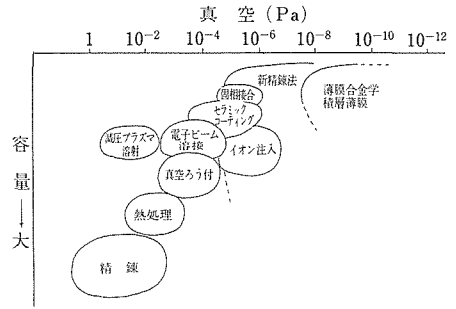 真 空 (Pa)
1 10⁻² 10⁻⁴ 10⁻⁶ 10⁻⁸ 10⁻¹⁰ 10⁻¹²
新精錬法
薄膜合金学
積層薄膜
固相接合
セラミック
コーティング
減圧プラズマ
溶射
電子ビーム
溶接
イオン注入
真空ろう付
熱処理
精 錬
容量→大